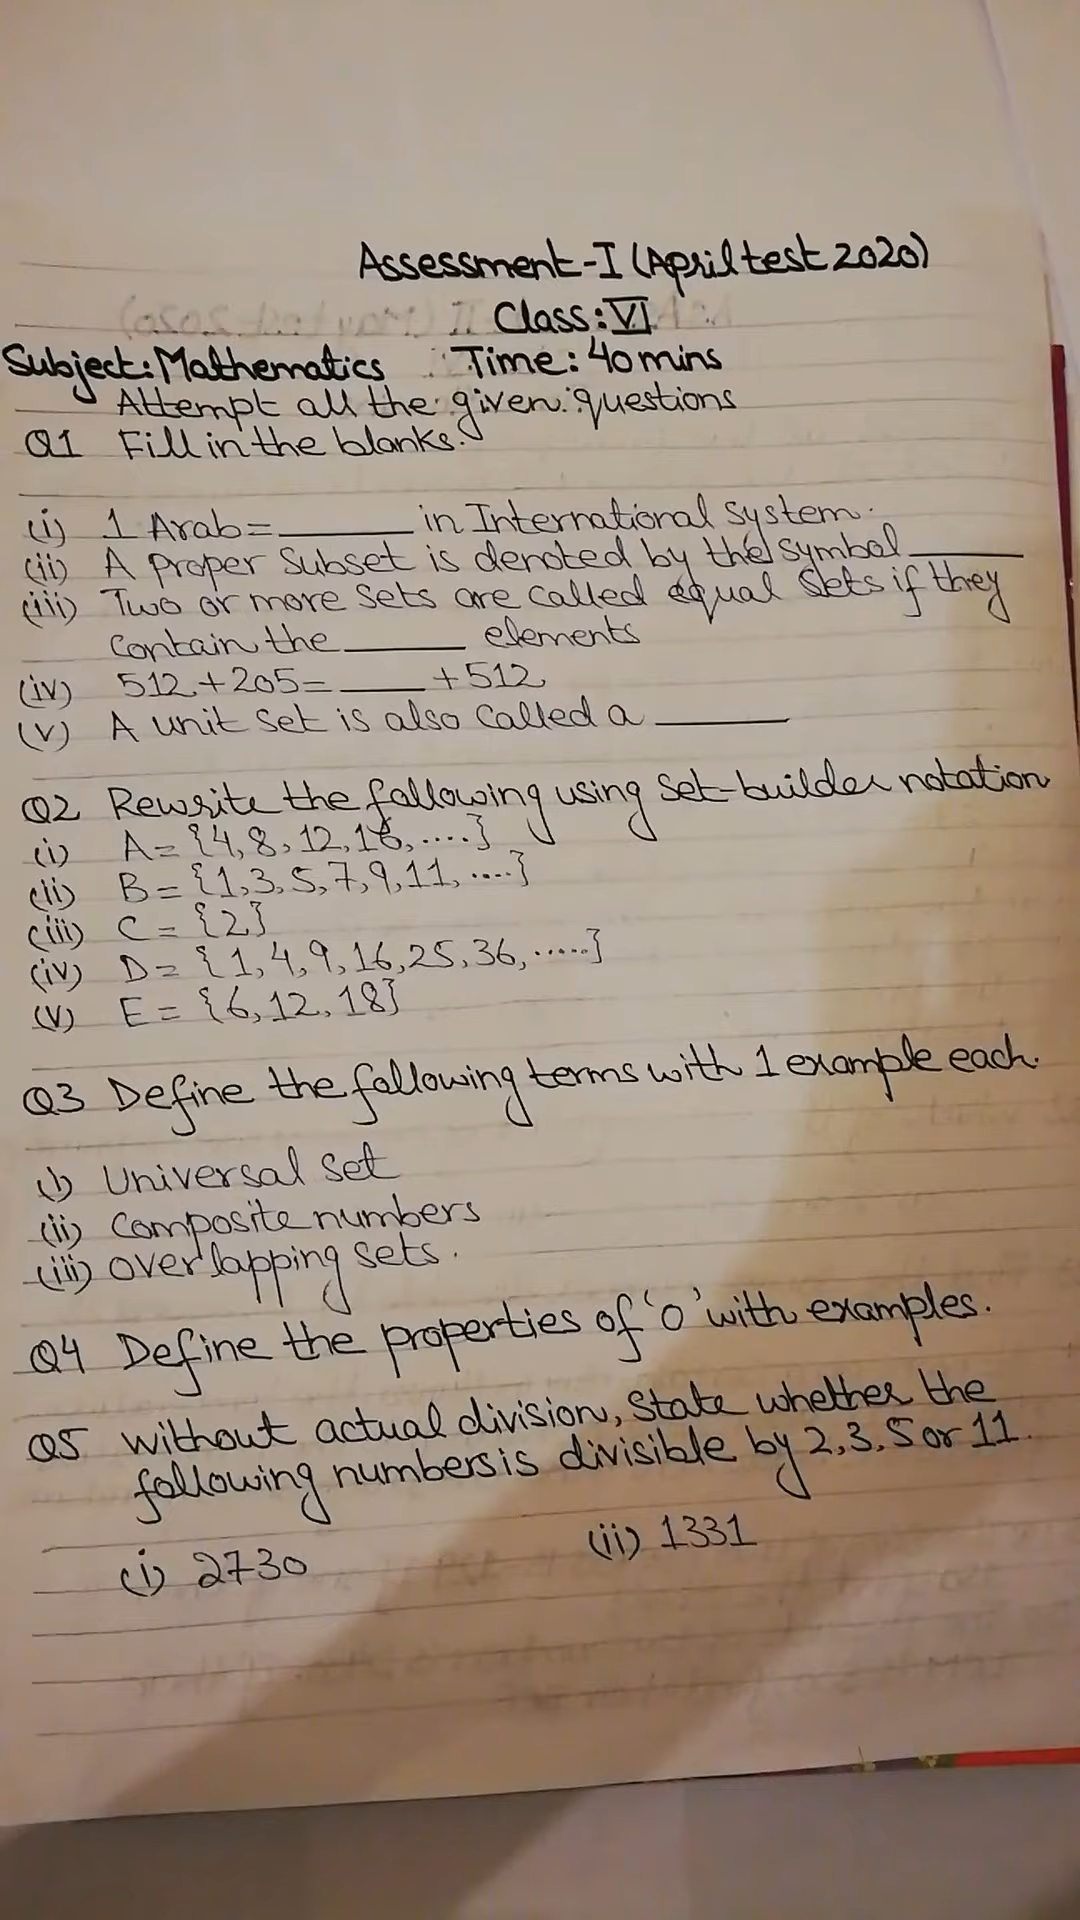 Assessment-I (April test 2020)
Class: VI
Subject: Mathematics Time: 40 mins
Attempt all the given questions
Q1 Fill in the blanks.
(i) 1 Arab = ______ in International system.
(ii) A proper subset is denoted by the symbol ______
(iii) Two or more sets are called equal sets if they
contain the ______ elements
(iv) 512 + 205 = ____ + 512
(v) A unit set is also called a ______
Q2 Rewrite the following using set-builder notation
(i) A = {4, 8, 12, 16, ....}
(ii) B = {1, 3, 5, 7, 9, 11, ....}
(iii) C = {2}
(iv) D = {1, 4, 9, 16, 25, 36, .....}
(v) E = {6, 12, 18}
Q3 Define the following terms with 1 example each.
(i) Universal set
(ii) Composite numbers
(iii) overlapping sets.
Q4 Define the properties of 'o' with examples.
Q5 without actual division, State whether the
following numbers is divisible by 2, 3, 5 or 11.
(i) 2730 (ii) 1331